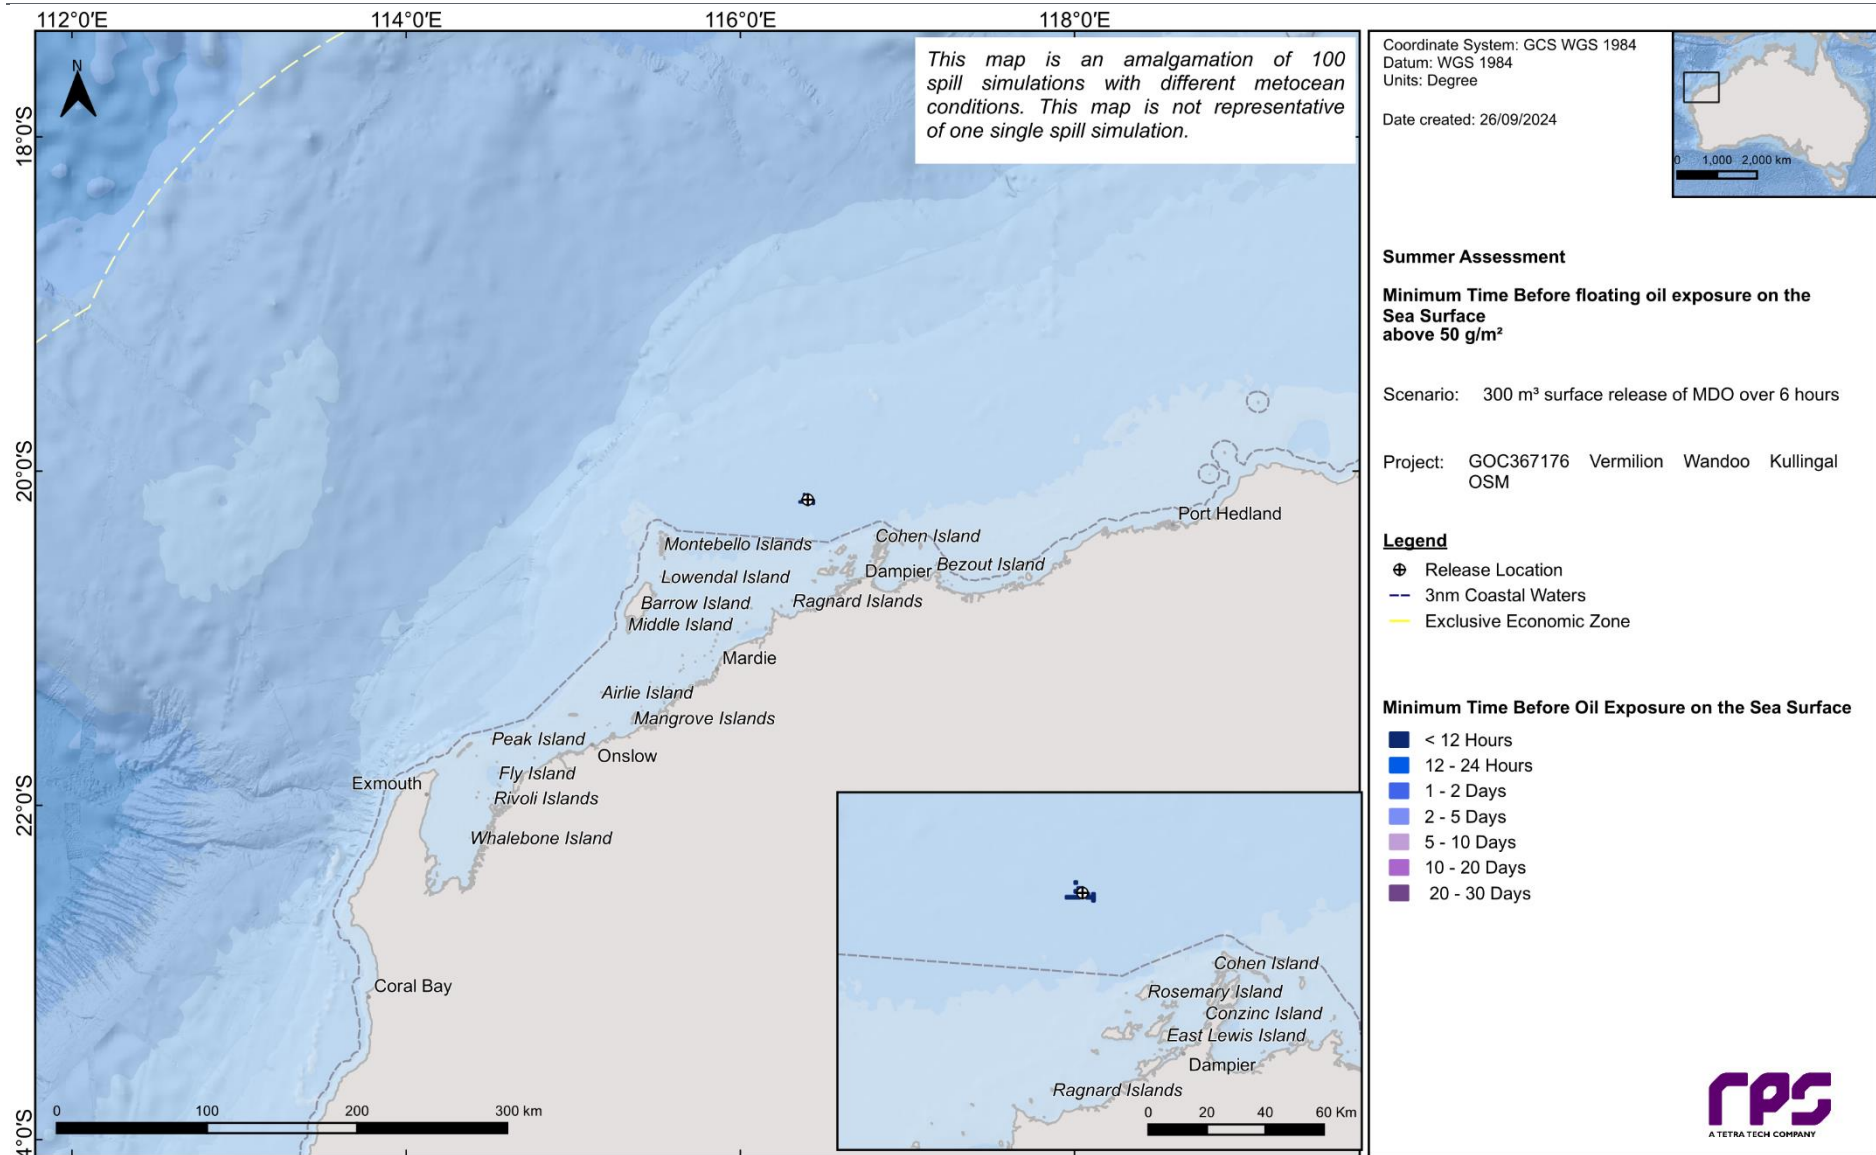 112°0'E
114°0'E
116°0'E
118°0'E
18°0'S
20°0'S
22°0'S
4°0'S
N
This map is an amalgamation of 100
spill simulations with different metocean
conditions. This map is not representative
of one single spill simulation.
Cohen Island
Port Hedland
Montebello Islands
Bezout Island
Dampier
Lowendal Island
Ragnard Islands
Barrow Island
Middle Island
Mardie
Airlie Island
Mangrove Islands
Peak Island
Onslow
Fly Island
Exmouth
Rivoli Islands
Whalebone Island
Coral Bay
0 100 200 300 km
Cohen Island
Rosemary Island
Conzinc Island
East Lewis Island
Dampier
Ragnard Islands
0 20 40 60 Km
Coordinate System: GCS WGS 1984
Datum: WGS 1984
Units: Degree
Date created: 26/09/2024
0 1,000 2,000 km
Summer Assessment
Minimum Time Before floating oil exposure on the
Sea Surface
above 50 g/m²
Scenario: 300 m³ surface release of MDO over 6 hours
Project: GOC367176 Vermilion Wandoo Kullingal
OSM
Legend
Release Location
3nm Coastal Waters
Exclusive Economic Zone
Minimum Time Before Oil Exposure on the Sea Surface
< 12 Hours
12 - 24 Hours
1 - 2 Days
2 - 5 Days
5 - 10 Days
10 - 20 Days
20 - 30 Days
rps
A TETRA TECH COMPANY